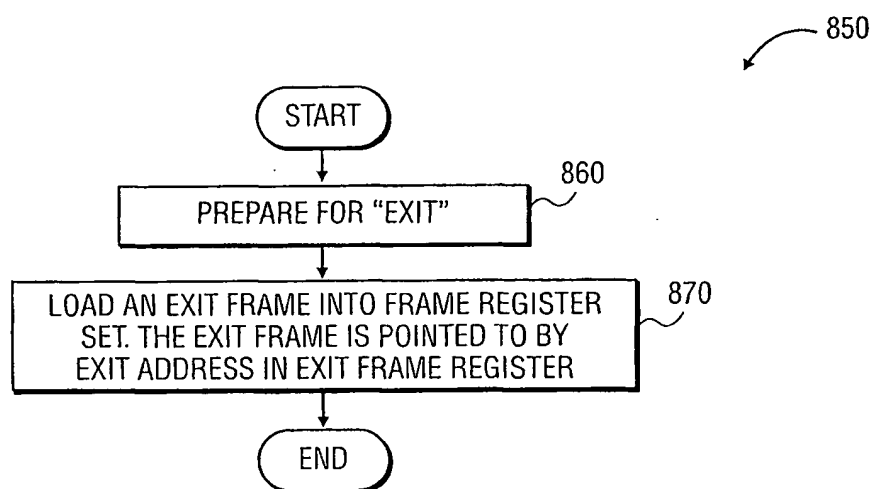 850
START
860
PREPARE FOR “EXIT”
870
LOAD AN EXIT FRAME INTO FRAME REGISTER
SET. THE EXIT FRAME IS POINTED TO BY
EXIT ADDRESS IN EXIT FRAME REGISTER
END